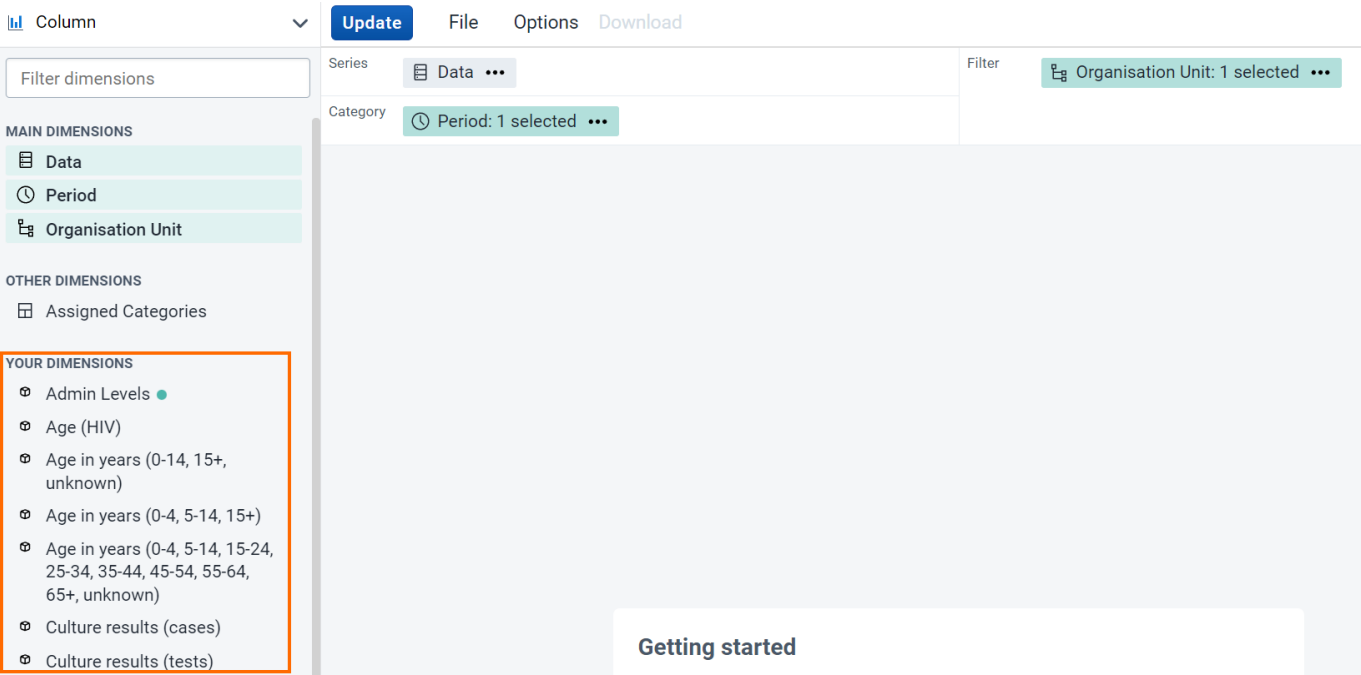 Column
Update File Options Download
Filter dimensions
MAIN DIMENSIONS
Data
Period
Organisation Unit
OTHER DIMENSIONS
Assigned Categories
YOUR DIMENSIONS
Admin Levels
Age (HIV)
Age in years (0-14, 15+,
unknown)
Age in years (0-4, 5-14, 15+)
Age in years (0-4, 5-14, 15-24,
25-34, 35-44, 45-54, 55-64,
65+, unknown)
Culture results (cases)
Culture results (tests)
Series Data •••
Category Period: 1 selected •••
Filter Organisation Unit: 1 selected •••
Getting started